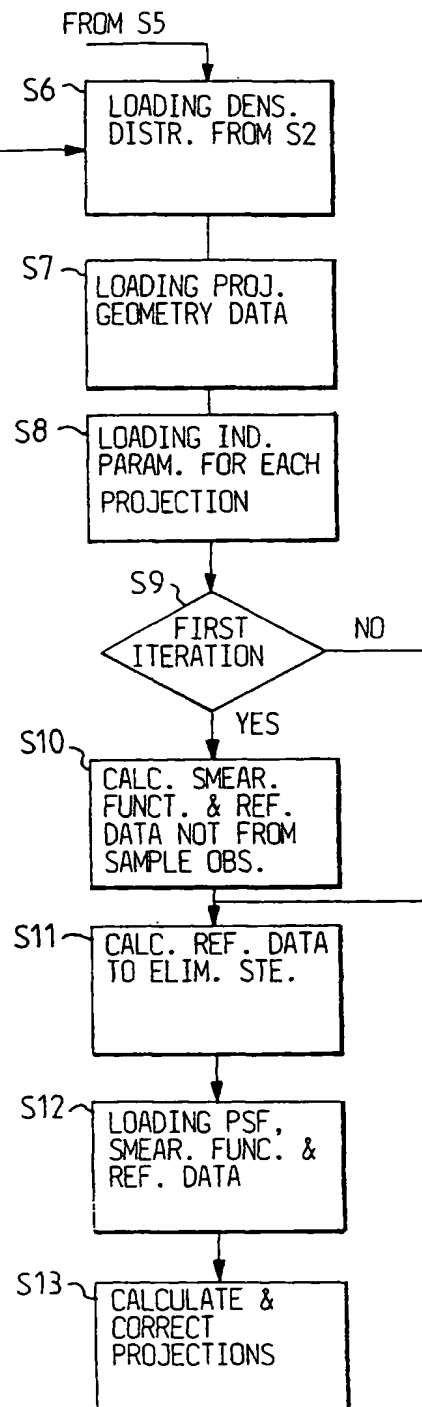 FROM S5
S6
LOADING DENS.
DISTR. FROM S2
S7
LOADING PROJ.
GEOMETRY DATA
S8
LOADING IND.
PARAM. FOR EACH
PROJECTION
S9
FIRST
ITERATION
NO
YES
S10
CALC. SMEAR.
FUNCT. & REF.
DATA NOT FROM
SAMPLE OBS.
S11
CALC. REF. DATA
TO ELIM. STE.
S12
LOADING PSF,
SMEAR. FUNC. &
REF. DATA
S13
CALCULATE &
CORRECT
PROJECTIONS